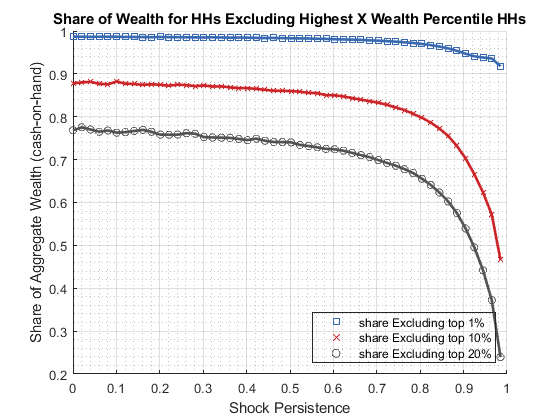 Share of Wealth for HHs Excluding Highest X Wealth Percentile HHs
1
0.9
0.8
0.7
0.6
0.5
0.4
0.3
0.2
Share of Aggregate Wealth (cash-on-hand)
share Excluding top 1%
share Excluding top 10%
share Excluding top 20%
0 0.1 0.2 0.3 0.4 0.5 0.6 0.7 0.8 0.9 1
Shock Persistence